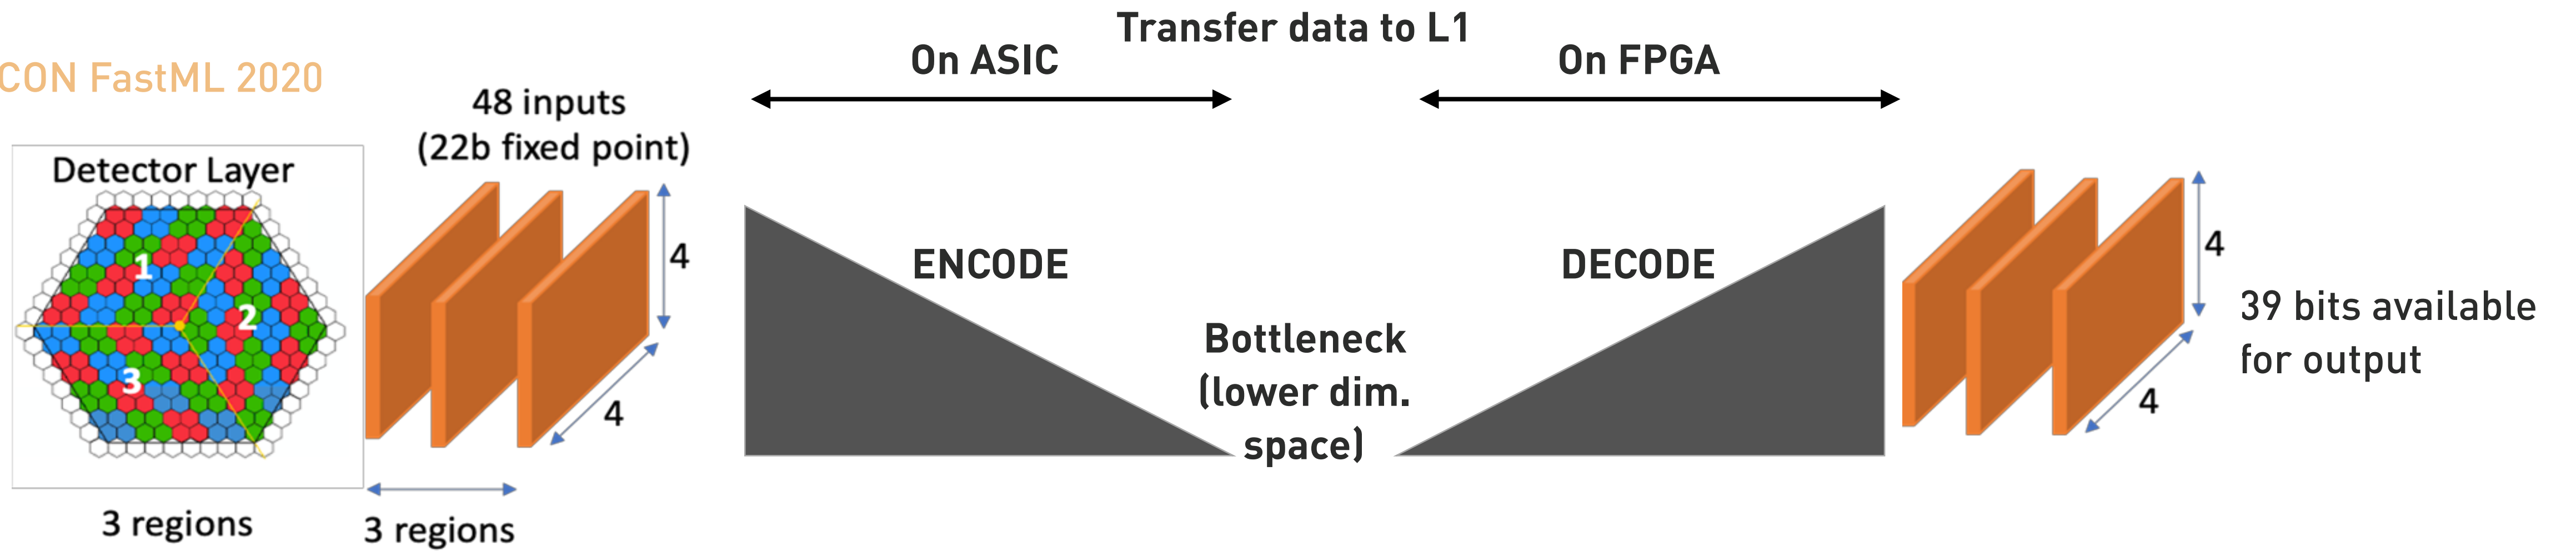 Transfer data to L1
On ASIC
On FPGA
CON FastML 2020
48 inputs
(22b fixed point)
Detector Layer
1
2
3
4
4
3 regions
3 regions
ENCODE
Bottleneck
(lower dim.
space)
DECODE
4
4
39 bits available
for output